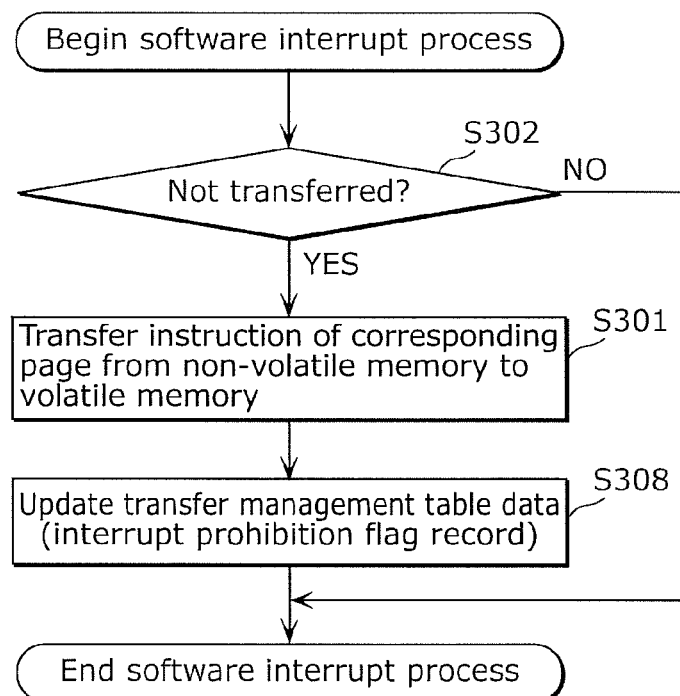 Begin software interrupt process
S302
Not transferred?
NO
YES
S301
Transfer instruction of corresponding
page from non-volatile memory to
volatile memory
S308
Update transfer management table data
(interrupt prohibition flag record)
End software interrupt process